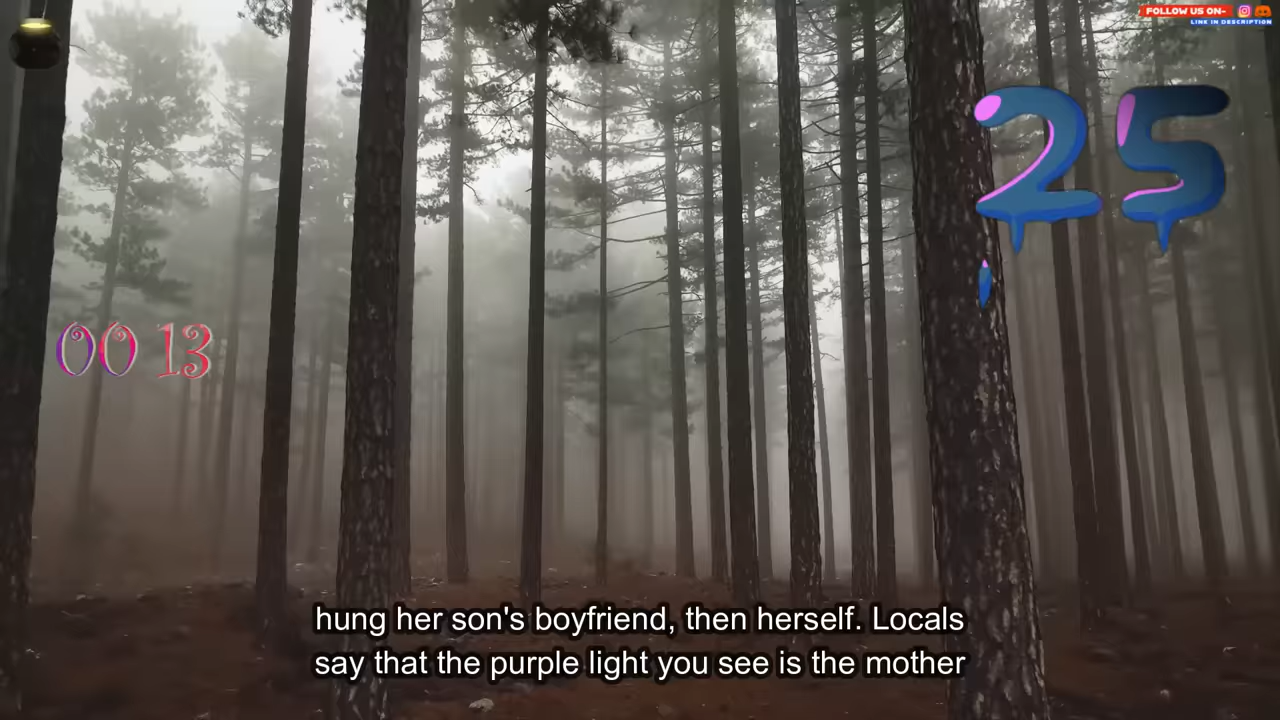 FOLLOW US ON-
LINK IN DESCRIPTION
25
00 13
hung her son's boyfriend, then herself. Locals
say that the purple light you see is the mother